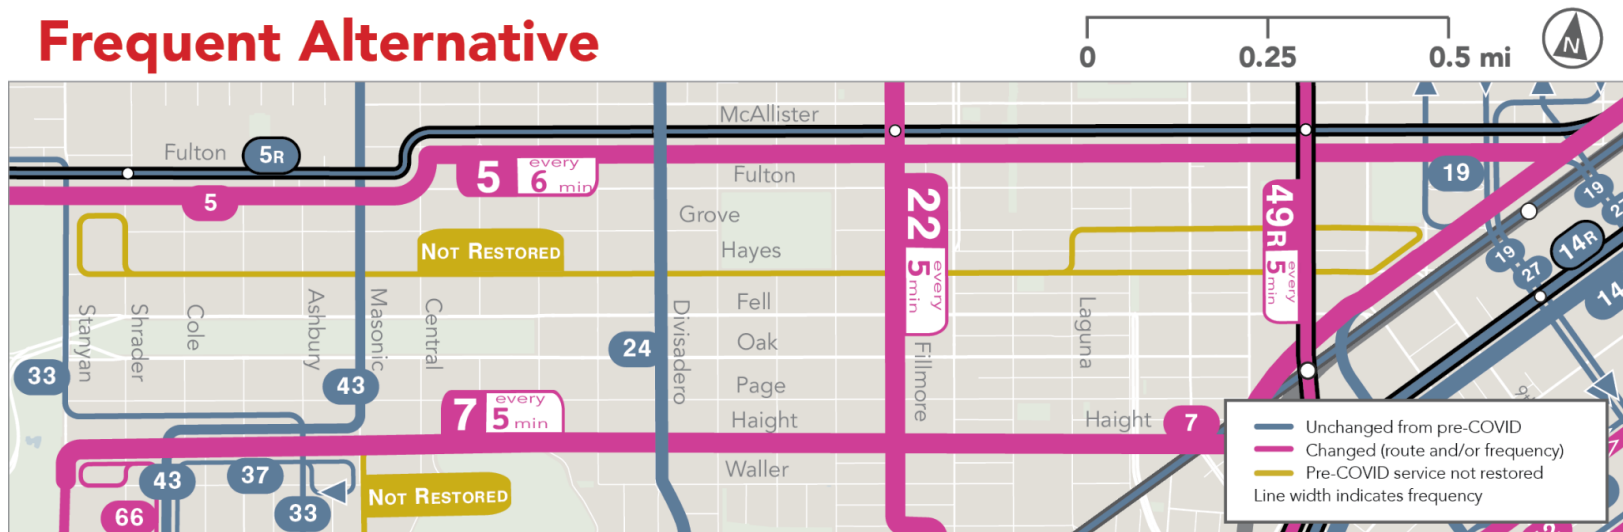 Frequent Alternative
0
0.25
0.5 mi
N
McAllister
Fulton
5R
5
every
6
min
Fulton
19
5
Grove
22
every
5
min
49R
every
5
min
19
27
14R
NOT RESTORED
Hayes
19
27
14
Stanyan
Shrader
Cole
Ashbury
Masonic
Central
Fell
Divisadero
Laguna
Oak
24
Fillmore
33
43
Page
7
every
5
min
Haight
Haight
7
Waller
43
37
NOT RESTORED
66
33
Unchanged from pre-COVID
Changed (route and/or frequency)
Pre-COVID service not restored
Line width indicates frequency